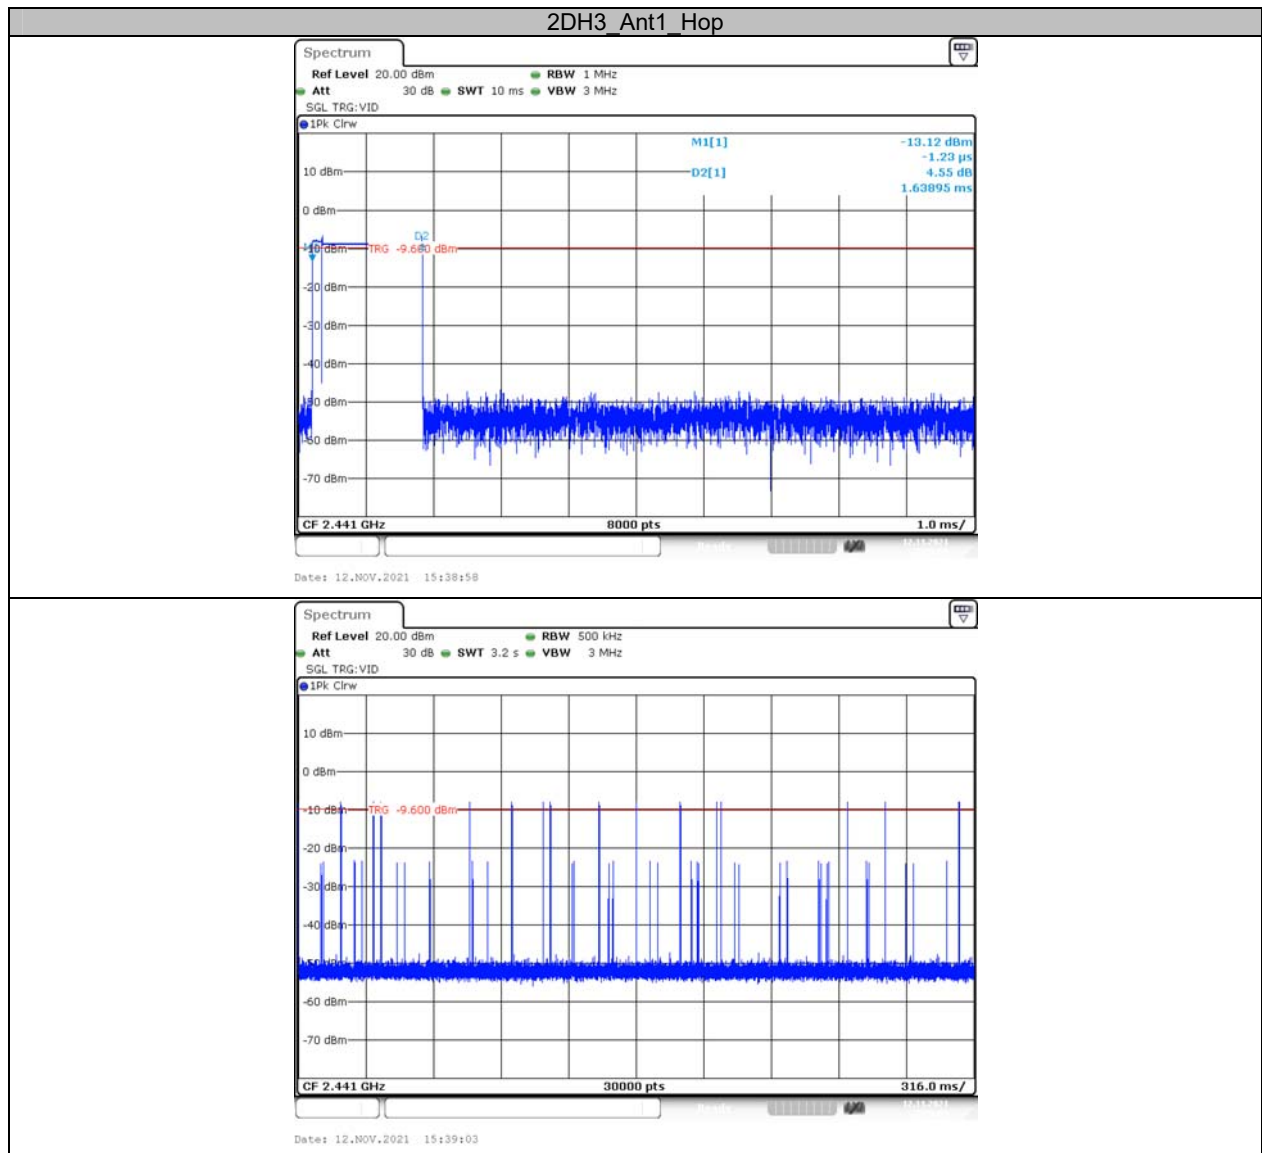 2DH3_Ant1_Hop
Spectrum
Ref Level 20.00 dBm RBW 1 MHz
Att 30 dB SWT 10 ms VBW 3 MHz
SGL TRG:VID
1Pk Clrw
M1[1] -13.12 dBm
-1.23 µs
10 dBm
D2[1] 4.55 dB
1.63895 ms
0 dBm
D2
-10 dBm TRG -9.600 dBm
-20 dBm
-30 dBm
-40 dBm
-50 dBm
-60 dBm
-70 dBm
CF 2.441 GHz 8000 pts 1.0 ms/
Date: 12.NOV.2021 15:38:58
Spectrum
Ref Level 20.00 dBm RBW 500 kHz
Att 30 dB SWT 3.2 s VBW 3 MHz
SGL TRG:VID
1Pk Clrw
10 dBm
0 dBm
-10 dBm TRG -9.600 dBm
-20 dBm
-30 dBm
-40 dBm
-50 dBm
-60 dBm
-70 dBm
CF 2.441 GHz 30000 pts 316.0 ms/
Date: 12.NOV.2021 15:39:03